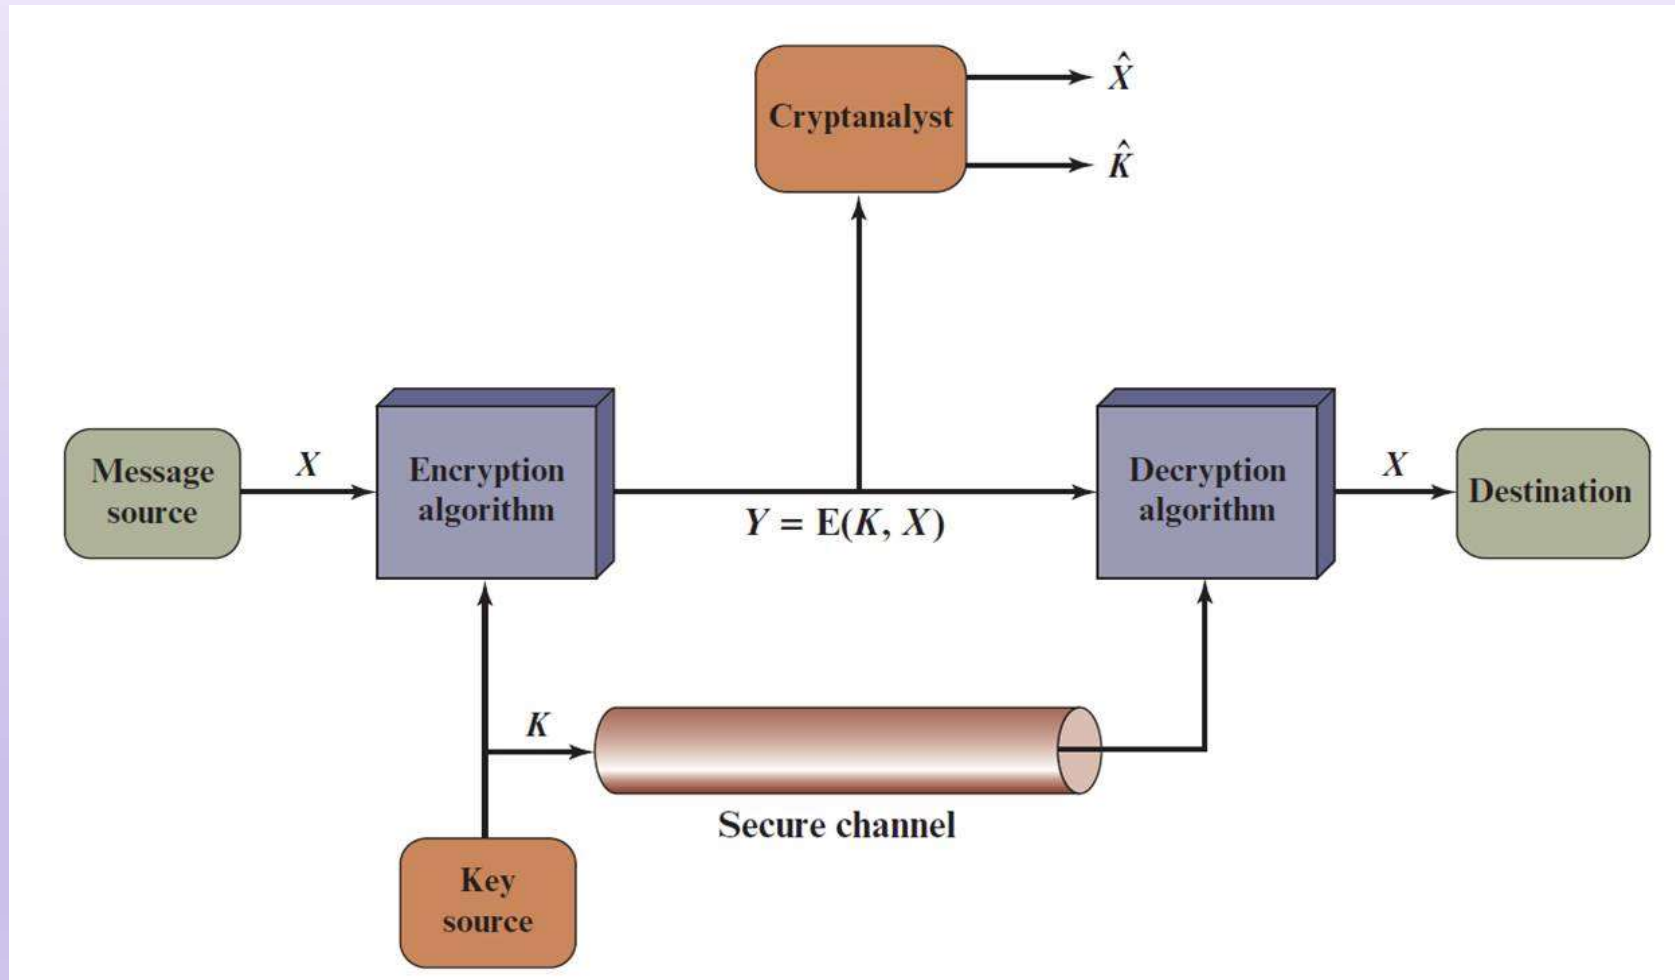 Cryptanalyst
X̂
K̂
Message
source
X
Encryption
algorithm
Y = E(K, X)
Decryption
algorithm
X
Destination
K
Secure channel
Key
source